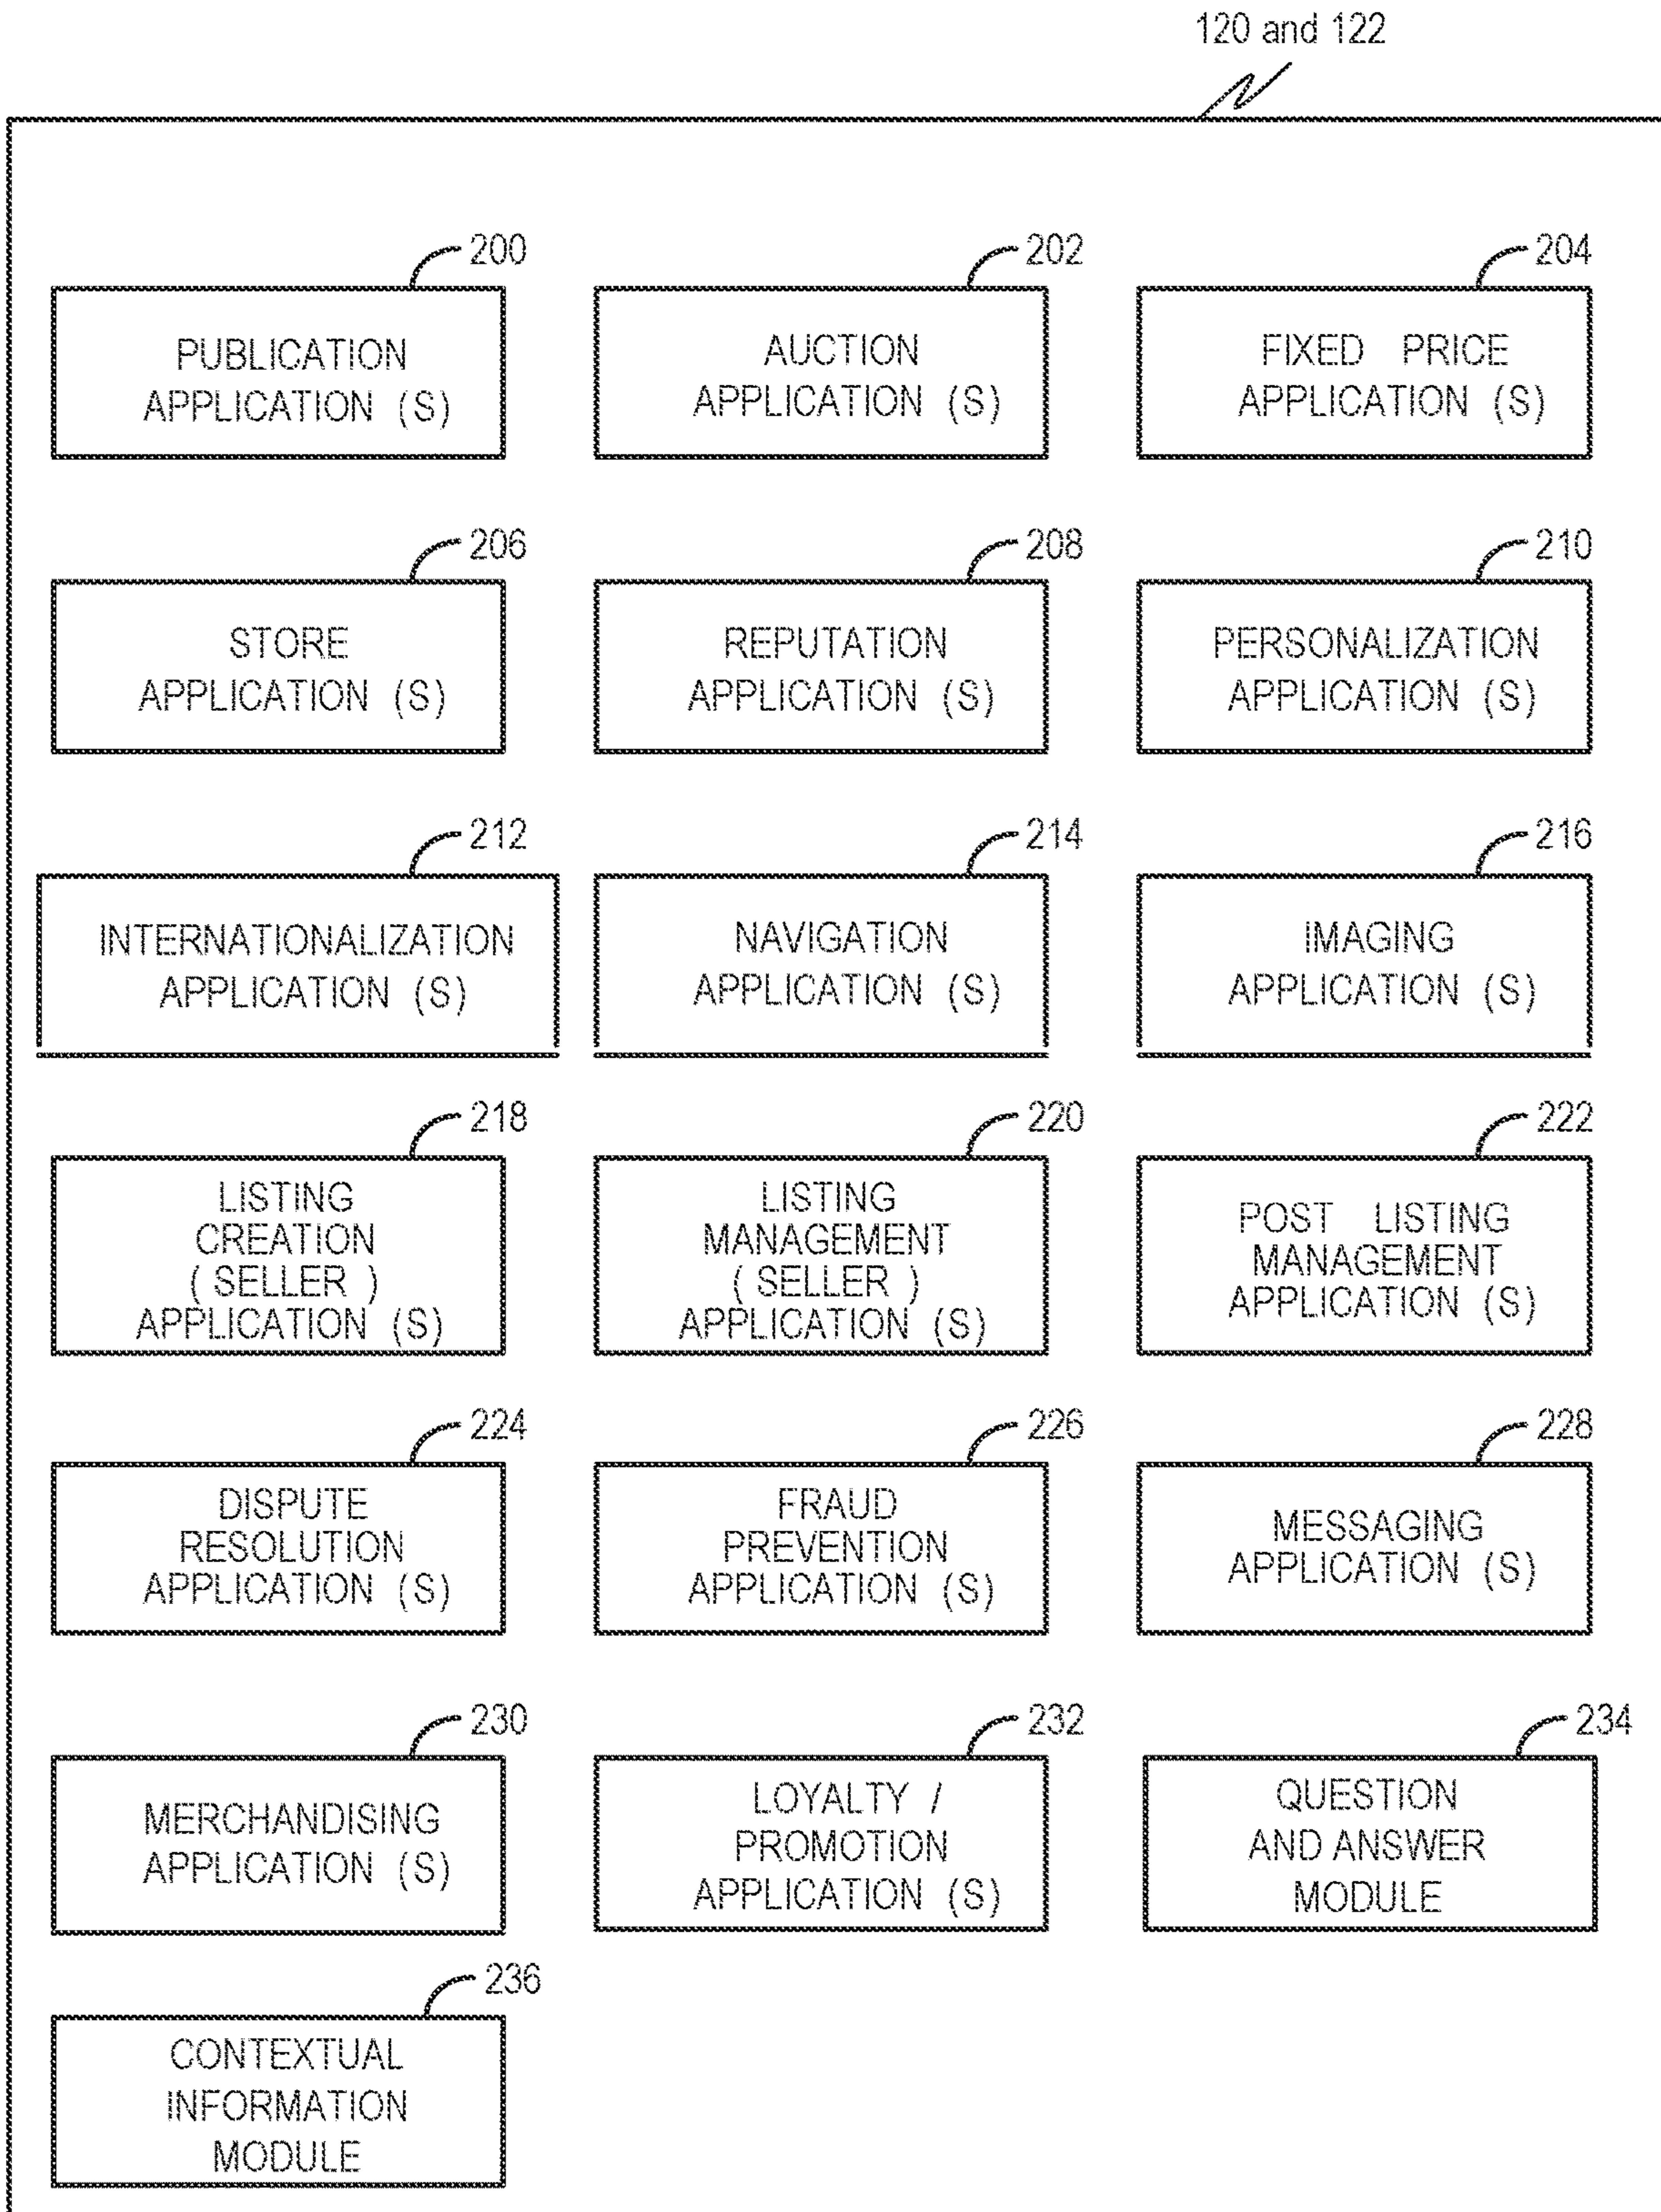 120 and 122
200
PUBLICATION
APPLICATION (S)
202
AUCTION
APPLICATION (S)
204
FIXED PRICE
APPLICATION (S)
206
STORE
APPLICATION (S)
208
REPUTATION
APPLICATION (S)
210
PERSONALIZATION
APPLICATION (S)
212
INTERNATIONALIZATION
APPLICATION (S)
214
NAVIGATION
APPLICATION (S)
216
IMAGING
APPLICATION (S)
218
LISTING
CREATION
( SELLER )
APPLICATION (S)
220
LISTING
MANAGEMENT
( SELLER )
APPLICATION (S)
222
POST LISTING
MANAGEMENT
APPLICATION (S)
224
DISPUTE
RESOLUTION
APPLICATION (S)
226
FRAUD
PREVENTION
APPLICATION (S)
228
MESSAGING
APPLICATION (S)
230
MERCHANDISING
APPLICATION (S)
232
LOYALTY /
PROMOTION
APPLICATION (S)
234
QUESTION
AND ANSWER
MODULE
236
CONTEXTUAL
INFORMATION
MODULE